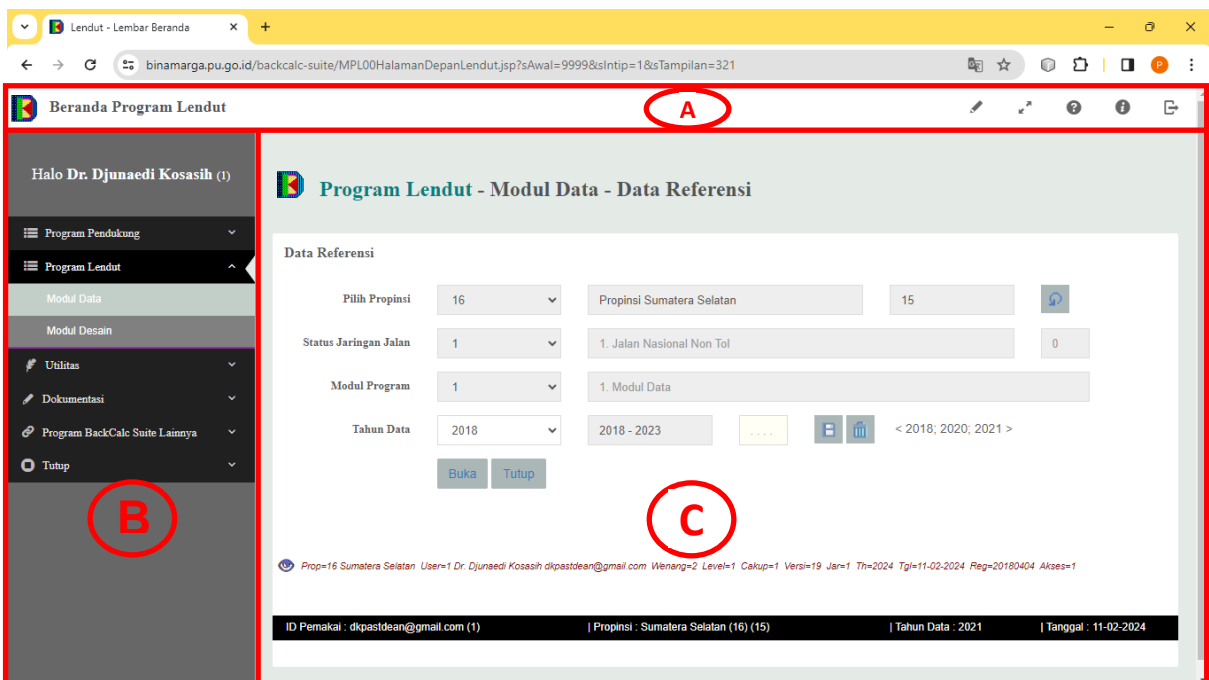 Lendut - Lembar Beranda
binamarga.pu.go.id/backcalc-suite/MPL00HalamanDepanLendut.jsp?sAwal=9999&sIntip=1&sTampilan=321
P
Beranda Program Lendut
A
Halo Dr. Djunaedi Kosasih (1)
Program Lendut - Modul Data - Data Referensi
Program Pendukung
Program Lendut
Modul Data
Modul Desain
Utilitas
Dokumentasi
Program BackCalc Suite Lainnya
Tutup
B
Data Referensi
Pilih Propinsi 16 Propinsi Sumatera Selatan 15
Status Jaringan Jalan 1 1. Jalan Nasional Non Tol 0
Modul Program 1 1. Modul Data
Tahun Data 2018 2018 - 2023 .... < 2018; 2020; 2021 >
Buka Tutup
C
Prop=16 Sumatera Selatan User=1 Dr. Djunaedi Kosasih dkpastdean@gmail.com Wenang=2 Level=1 Cakup=1 Versi=19 Jar=1 Th=2024 Tgl=11-02-2024 Reg=20180404 Akses=1
ID Pemakai : dkpastdean@gmail.com (1) | Propinsi : Sumatera Selatan (16) (15) | Tahun Data : 2021 | Tanggal : 11-02-2024